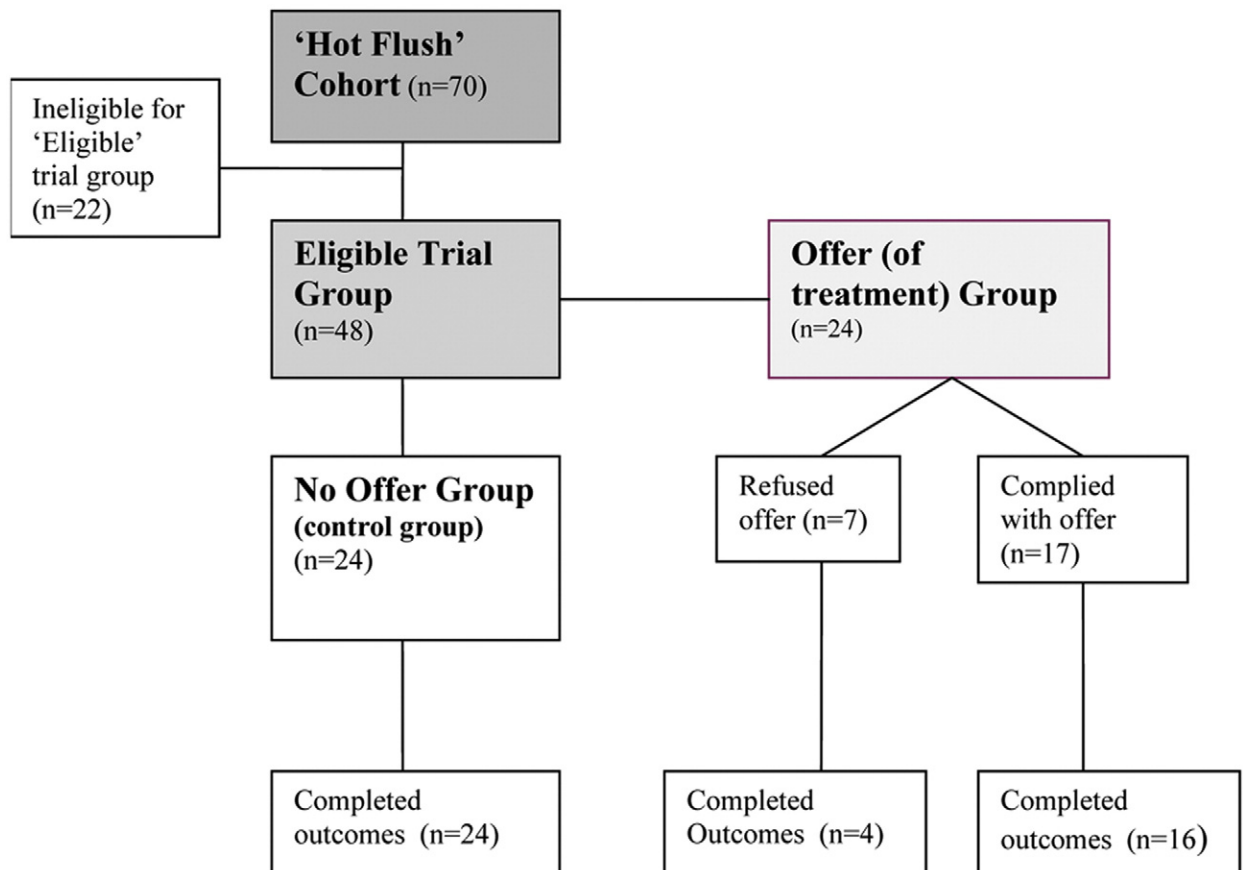 ‘Hot Flush’
Cohort (n=70)
Ineligible for
‘Eligible’
trial group
(n=22)
Eligible Trial
Group
(n=48)
Offer (of
treatment) Group
(n=24)
No Offer Group
(control group)
(n=24)
Refused
offer (n=7)
Complied
with offer
(n=17)
Completed
outcomes (n=24)
Completed
Outcomes (n=4)
Completed
outcomes (n=16)